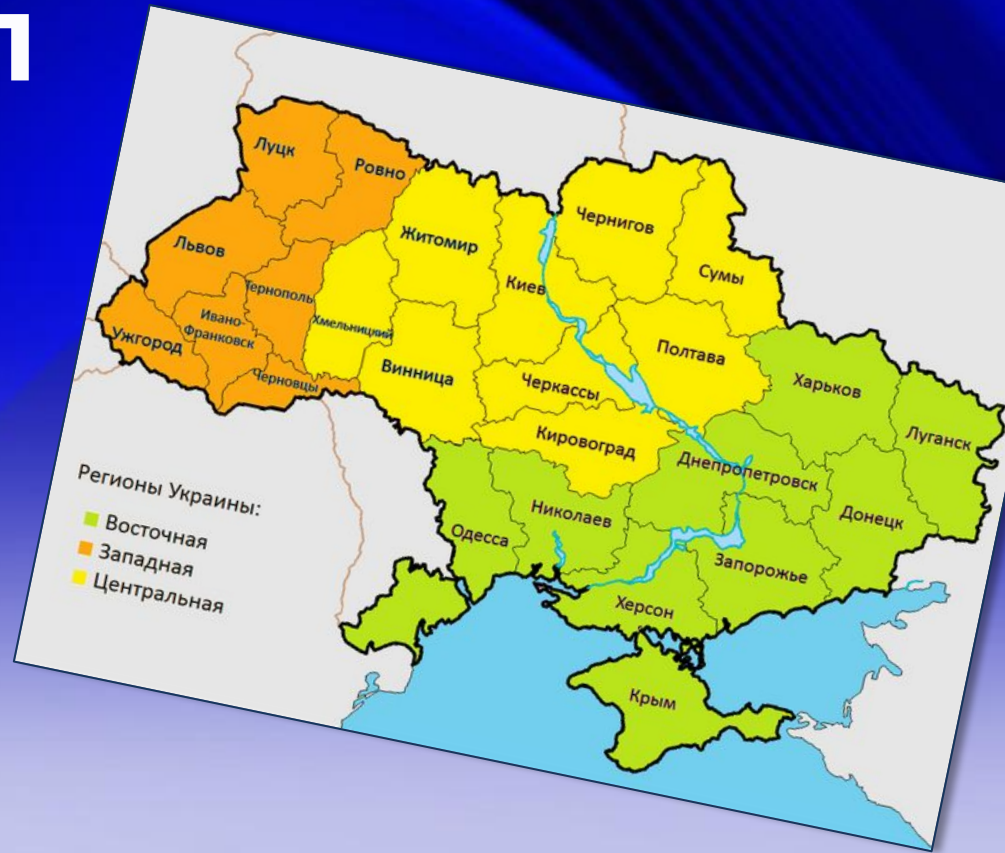 П
Луцк
Ровно
Львов
Тернополь
Ивано-
Франковск
Ужгород
Черновцы
Хмельницкий
Житомир
Винница
Киев
Чернигов
Сумы
Черкассы
Полтава
Кировоград
Харьков
Луганск
Днепропетровск
Донецк
Запорожье
Николаев
Одесса
Херсон
Крым
Регионы Украины:
Восточная
Западная
Центральная